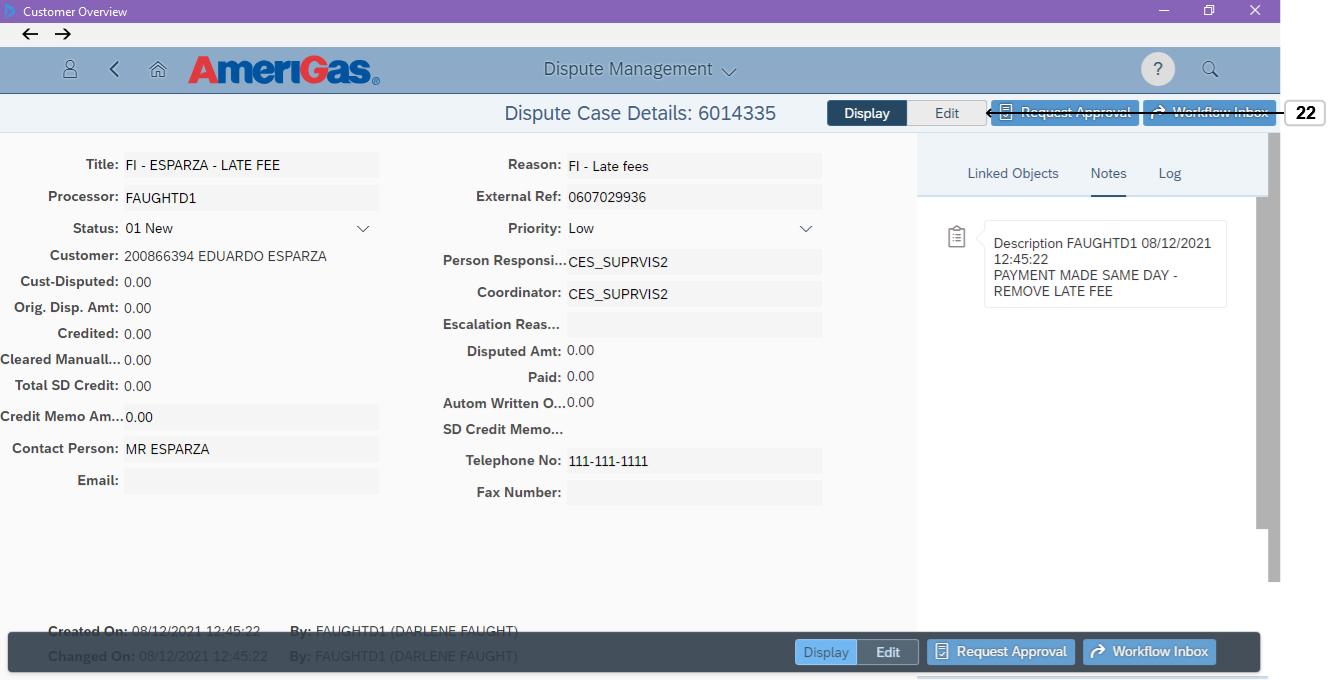 Customer Overview
AmeriGas®
Dispute Management
?
Dispute Case Details: 6014335
Display
Edit
Request Approval
Workflow Inbox
22
Title: FI - ESPARZA - LATE FEE
Processor: FAUGHTD1
Status: 01 New
Customer: 200866394 EDUARDO ESPARZA
Cust-Disputed: 0.00
Orig. Disp. Amt: 0.00
Credited: 0.00
Cleared Manuall... 0.00
Total SD Credit: 0.00
Credit Memo Am... 0.00
Contact Person: MR ESPARZA
Email:
Reason: FI - Late fees
External Ref: 0607029936
Priority: Low
Person Responsi... CES_SUPRVIS2
Coordinator: CES_SUPRVIS2
Escalation Reas...
Disputed Amt: 0.00
Paid: 0.00
Autom Written O... 0.00
SD Credit Memo...
Telephone No: 111-111-1111
Fax Number:
Linked Objects
Notes
Log
Description FAUGHTD1 08/12/2021
12:45:22
PAYMENT MADE SAME DAY -
REMOVE LATE FEE
Created On: 08/12/2021 12:45:22 By: FAUGHTD1 (DARLENE FAUGHT)
Changed On: 08/12/2021 12:45:22 By: FAUGHTD1 (DARLENE FAUGHT)
Display
Edit
Request Approval
Workflow Inbox